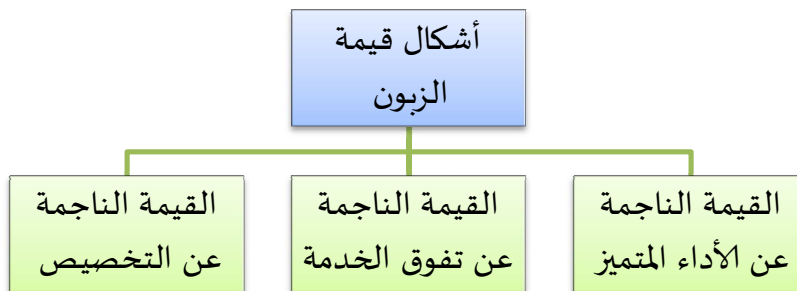 أشكال قيمة
الزبون
القيمة الناجمة
عن الأداء المتميز
القيمة الناجمة
عن تفوق الخدمة
القيمة الناجمة
عن التخصيص